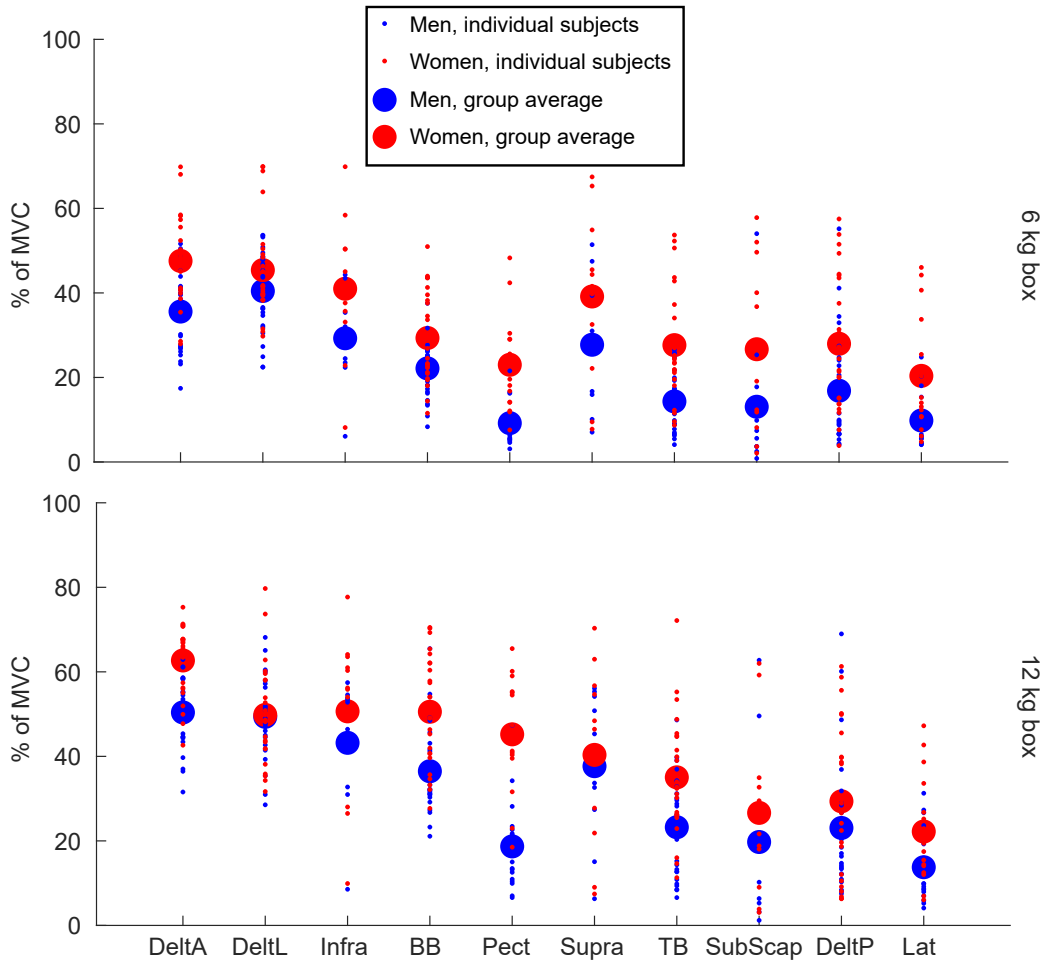 Men, individual subjects
Women, individual subjects
Men, group average
Women, group average
100
80
60
40
20
0
% of MVC
6 kg box
100
80
60
40
20
0
% of MVC
12 kg box
DeltA DeltL Infra BB Pect Supra TB SubScap DeltP Lat